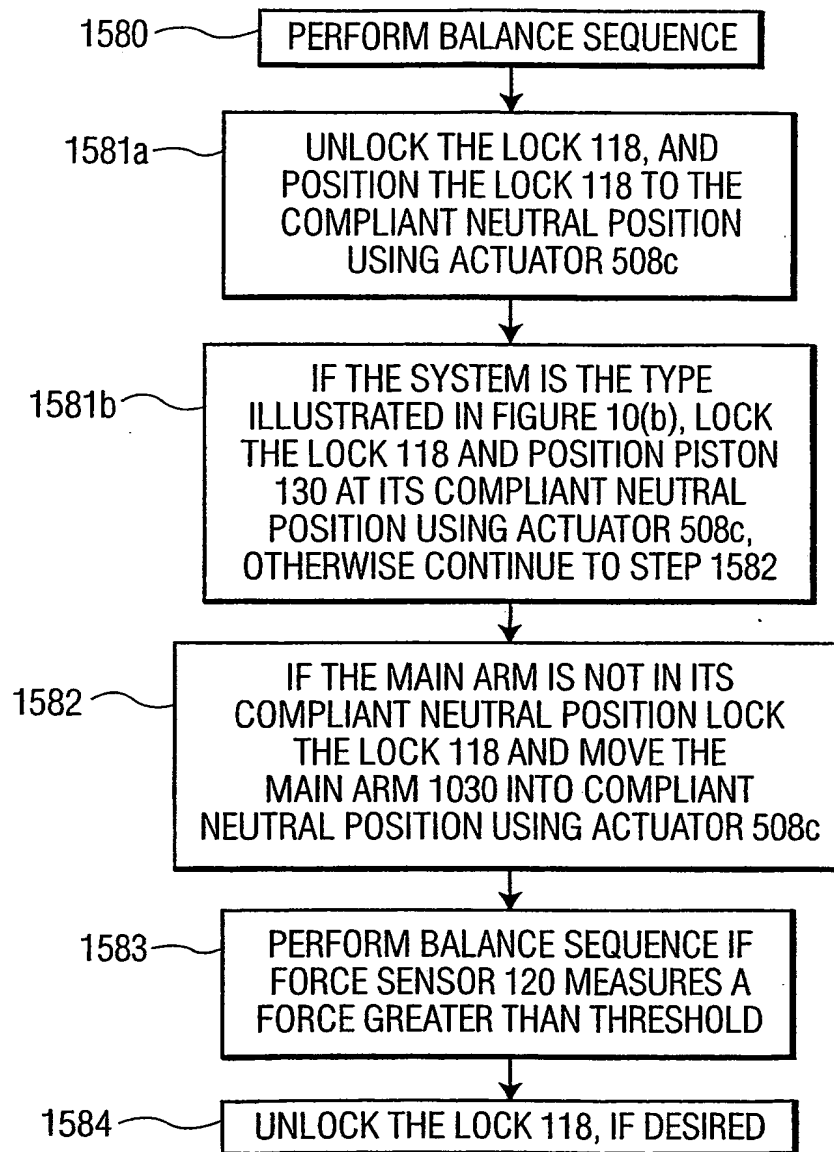 1580
PERFORM BALANCE SEQUENCE
1581a
UNLOCK THE LOCK 118, AND
POSITION THE LOCK 118 TO THE
COMPLIANT NEUTRAL POSITION
USING ACTUATOR 508c
1581b
IF THE SYSTEM IS THE TYPE
ILLUSTRATED IN FIGURE 10(b), LOCK
THE LOCK 118 AND POSITION PISTON
130 AT ITS COMPLIANT NEUTRAL
POSITION USING ACTUATOR 508c,
OTHERWISE CONTINUE TO STEP 1582
1582
IF THE MAIN ARM IS NOT IN ITS
COMPLIANT NEUTRAL POSITION LOCK
THE LOCK 118 AND MOVE THE
MAIN ARM 1030 INTO COMPLIANT
NEUTRAL POSITION USING ACTUATOR 508c
1583
PERFORM BALANCE SEQUENCE IF
FORCE SENSOR 120 MEASURES A
FORCE GREATER THAN THRESHOLD
1584
UNLOCK THE LOCK 118, IF DESIRED